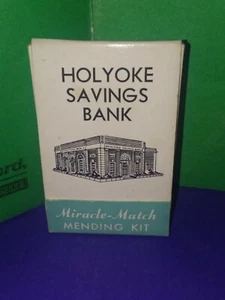 HOLYOKE
SAVINGS
BANK
Miracle-Match
MENDING KIT